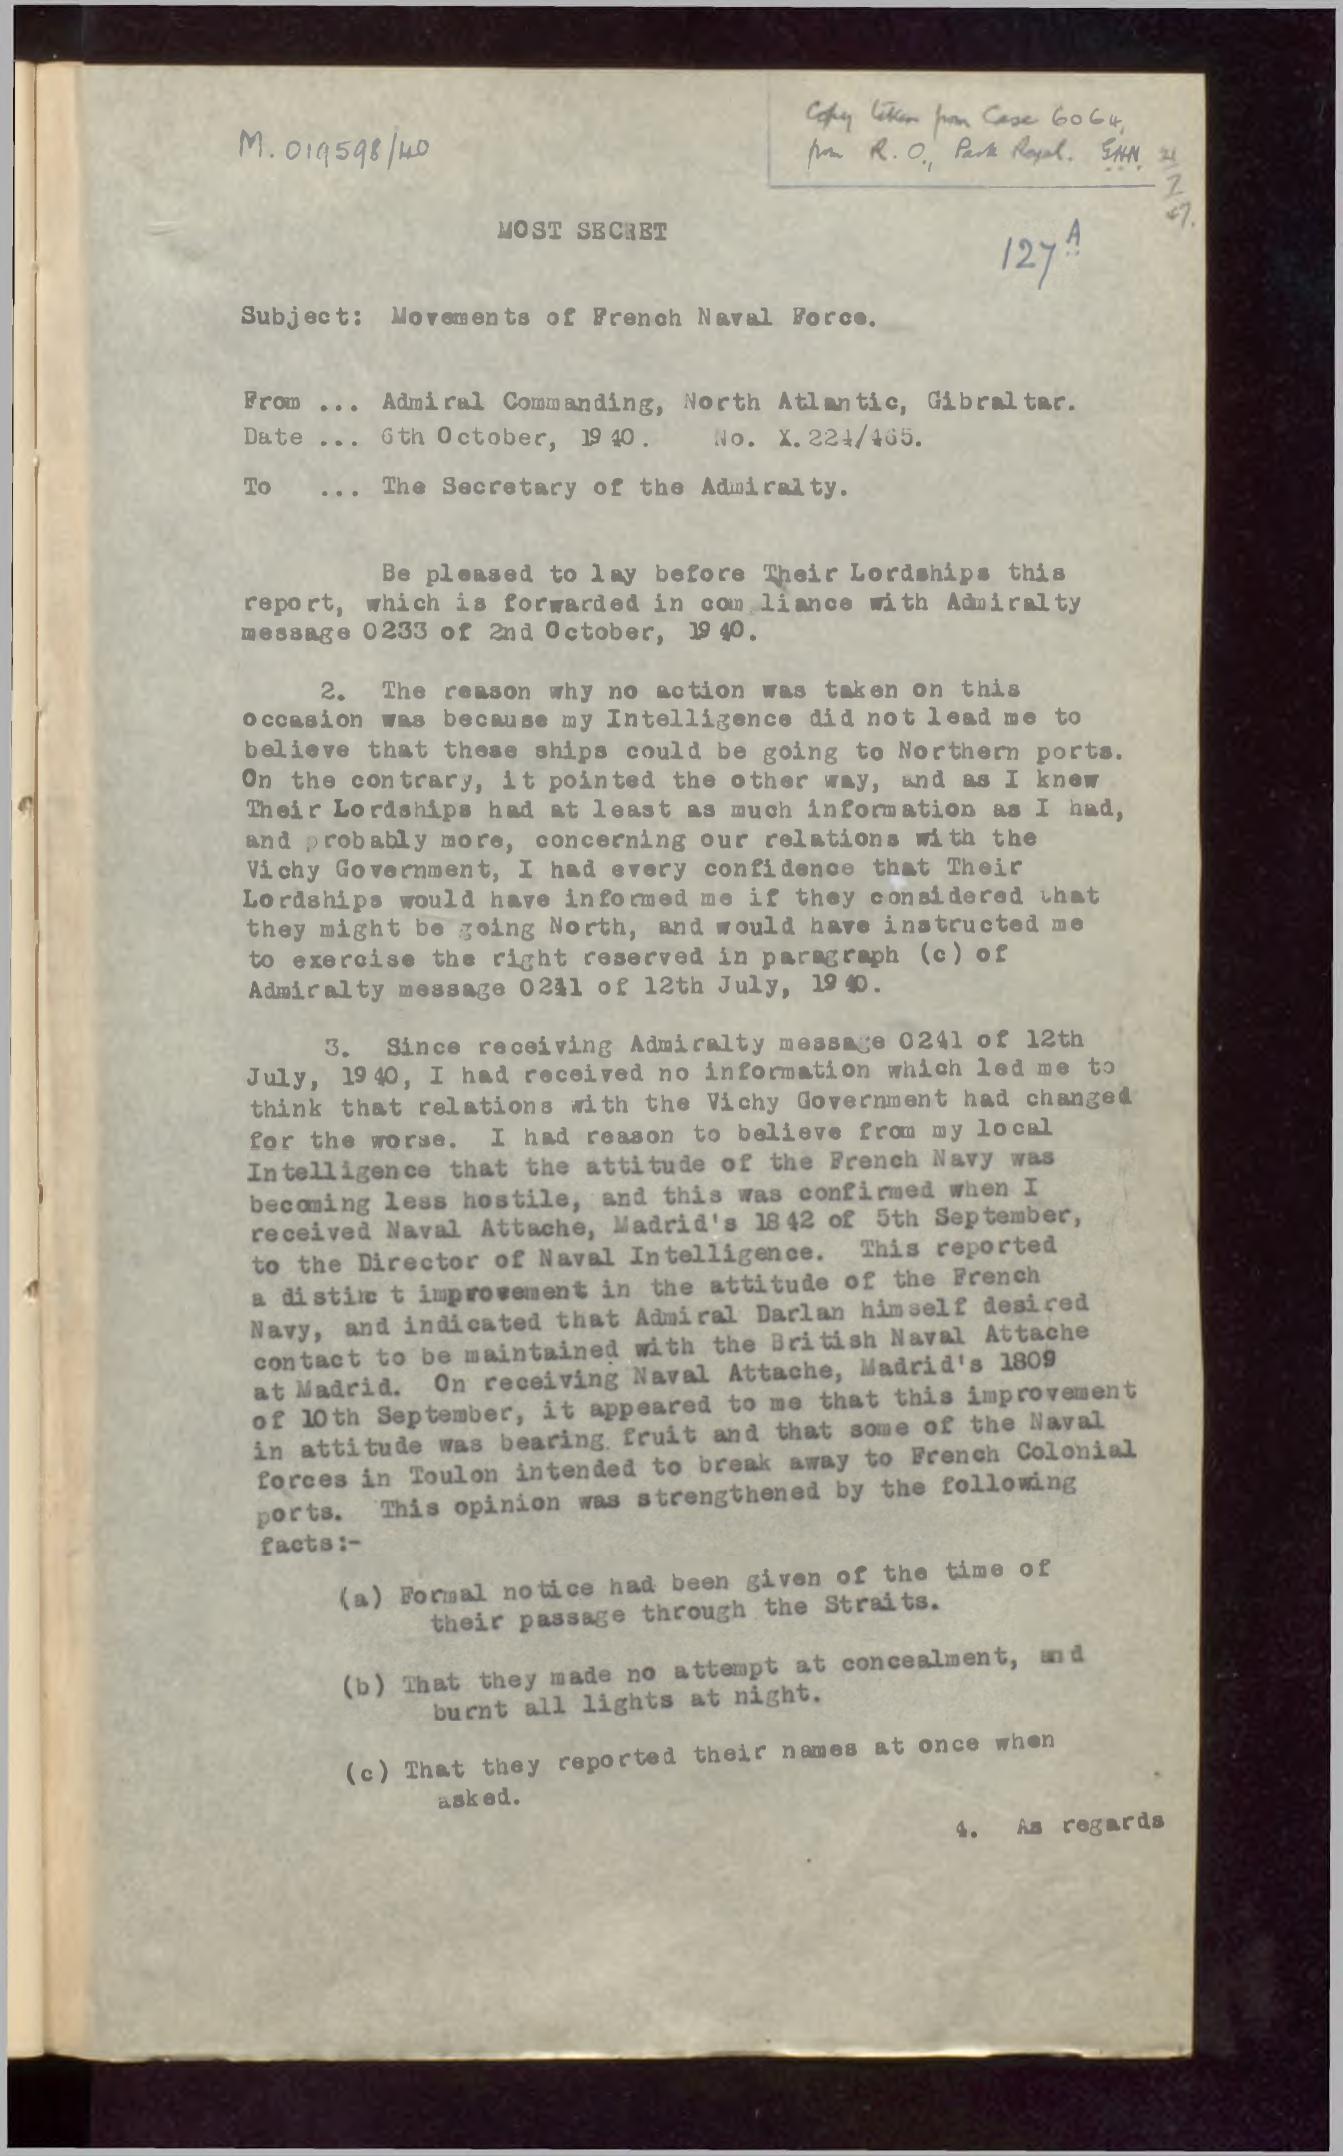 M. 019598/40
Copy taken from Case 6064,
from R. O., Park Royal. GHN. 21/7/47.
MOST SECRET
127 A
Subject: Movements of French Naval Force.
From ... Admiral Commanding, North Atlantic, Gibraltar.
Date ... 6th October, 1940. No. X.224/465.
To ... The Secretary of the Admiralty.
Be pleased to lay before Their Lordships this
report, which is forwarded in com liance with Admiralty
message 0233 of 2nd October, 1940.
2. The reason why no action was taken on this
occasion was because my Intelligence did not lead me to
believe that these ships could be going to Northern ports.
On the contrary, it pointed the other way, and as I knew
Their Lordships had at least as much information as I had,
and probably more, concerning our relations with the
Vichy Government, I had every confidence that Their
Lordships would have informed me if they considered that
they might be going North, and would have instructed me
to exercise the right reserved in paragraph (c) of
Admiralty message 0241 of 12th July, 1940.
3. Since receiving Admiralty message 0241 of 12th
July, 1940, I had received no information which led me to
think that relations with the Vichy Government had changed
for the worse. I had reason to believe from my local
Intelligence that the attitude of the French Navy was
becoming less hostile, and this was confirmed when I
received Naval Attache, Madrid's 1842 of 5th September,
to the Director of Naval Intelligence. This reported
a distinct improvement in the attitude of the French
Navy, and indicated that Admiral Darlan himself desired
contact to be maintained with the British Naval Attache
at Madrid. On receiving Naval Attache, Madrid's 1809
of 10th September, it appeared to me that this improvement
in attitude was bearing fruit and that some of the Naval
forces in Toulon intended to break away to French Colonial
ports. This opinion was strengthened by the following
facts:-
(a) Formal notice had been given of the time of
their passage through the Straits.
(b) That they made no attempt at concealment, and
burnt all lights at night.
(c) That they reported their names at once when
asked.
4. As regards